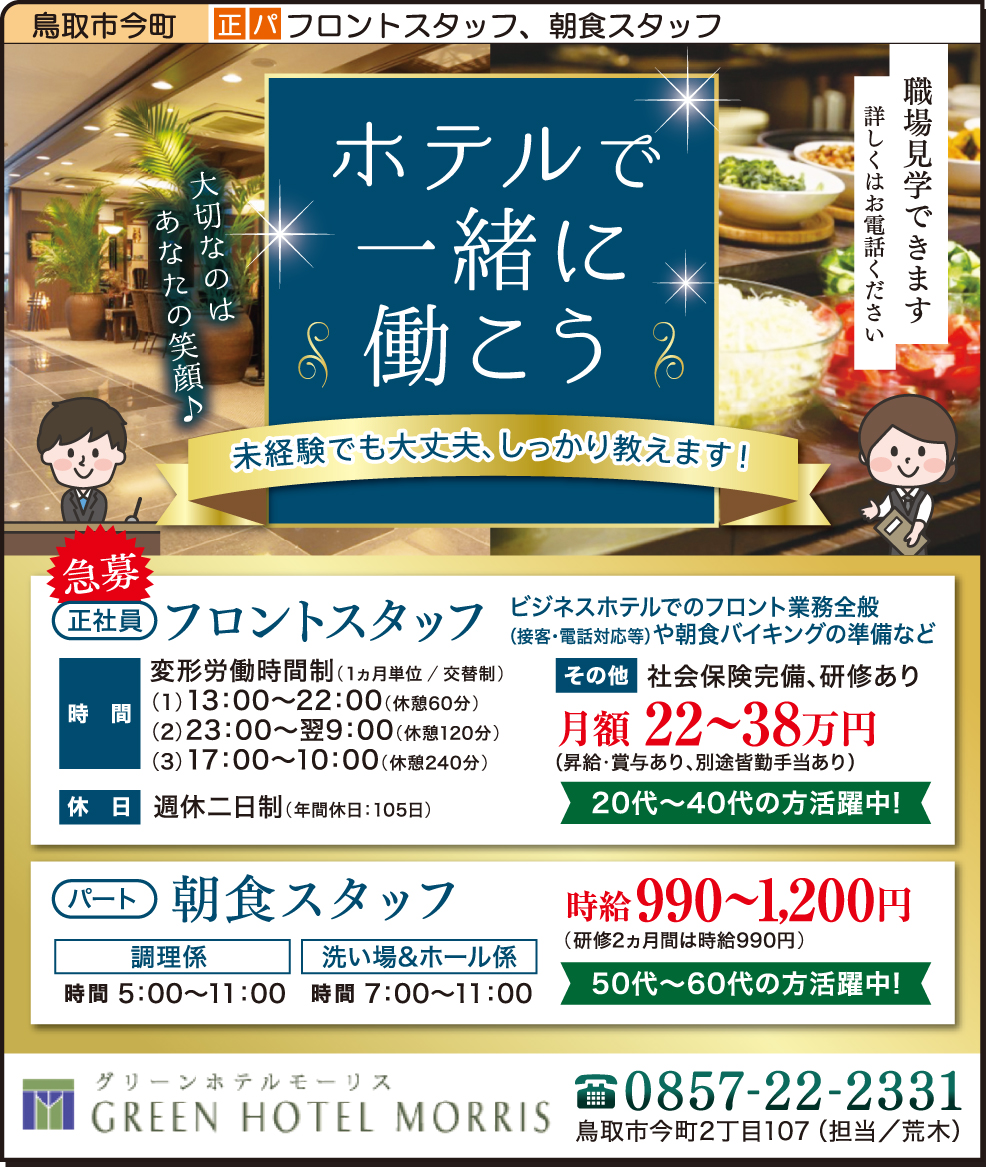 鳥取市今町 正 パ フロントスタッフ、朝食スタッフ
職場見学できます
詳しくはお電話ください
ホテルで
一緒に
働こう
大切なのは
あなたの笑顔♪
未経験でも大丈夫、しっかり教えます！
急募
正社員 フロントスタッフ
ビジネスホテルでのフロント業務全般
（接客・電話対応等）や朝食バイキングの準備など
時間 変形労働時間制（1ヵ月単位 / 交替制）
（1）13：00〜22：00（休憩60分）
（2）23：00〜翌9：00（休憩120分）
（3）17：00〜10：00（休憩240分）
休日 週休二日制（年間休日：105日）
その他 社会保険完備、研修あり
月額 22〜38万円
（昇給・賞与あり、別途皆勤手当あり）
20代〜40代の方活躍中！
パート 朝食スタッフ
調理係
時間 5：00〜11：00
洗い場&ホール係
時間 7：00〜11：00
時給990〜1,200円
（研修2ヵ月間は時給990円）
50代〜60代の方活躍中！
グリーンホテルモーリス
GREEN HOTEL MORRIS
☎0857-22-2331
鳥取市今町2丁目107（担当／荒木）